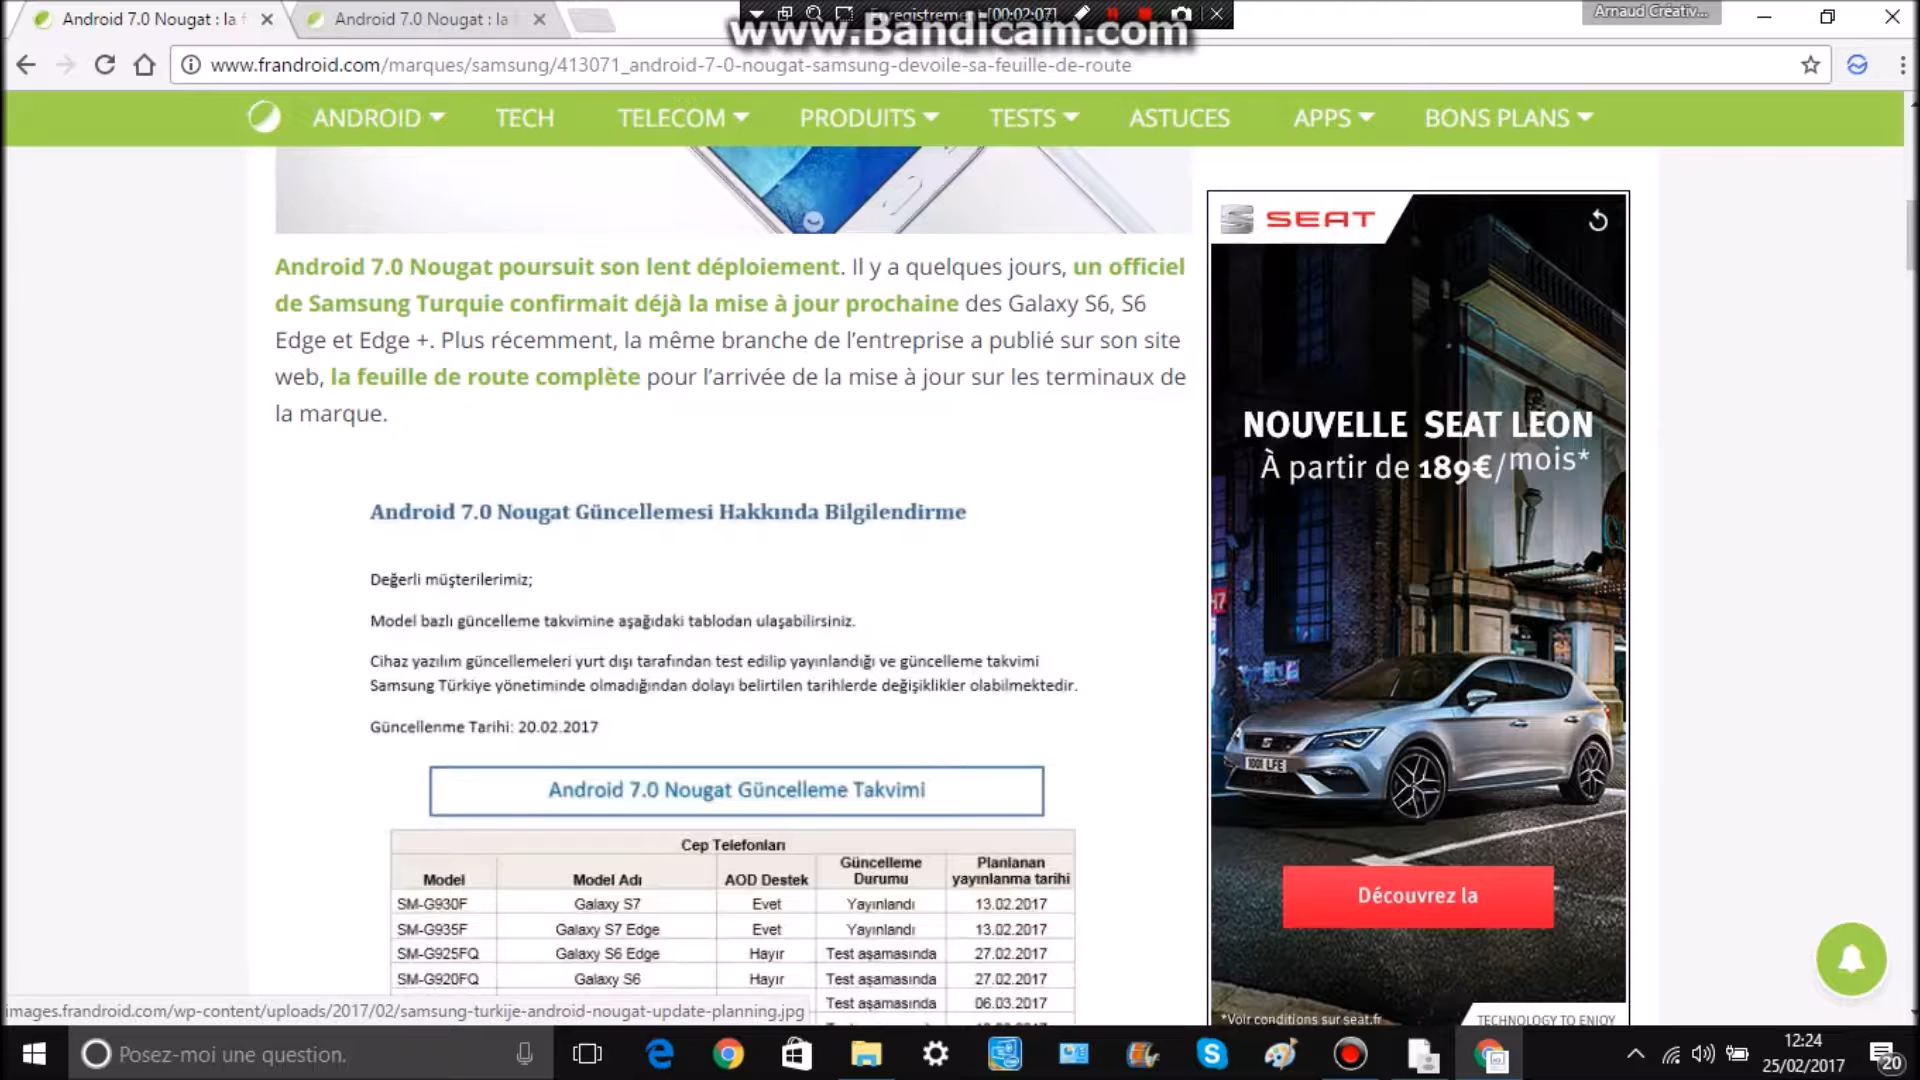 Android 7.0 Nougat : la f
Android 7.0 Nougat : la
[00:02:07]
Arnaud Créativ...
www.Bandicam.com
www.frandroid.com/marques/samsung/413071_android-7-0-nougat-samsung-devoile-sa-feuille-de-route
ANDROID TECH TELECOM PRODUITS TESTS ASTUCES APPS BONS PLANS
Android 7.0 Nougat poursuit son lent déploiement. Il y a quelques jours, un officiel
de Samsung Turquie confirmait déjà la mise à jour prochaine des Galaxy S6, S6
Edge et Edge +. Plus récemment, la même branche de l’entreprise a publié sur son site
web, la feuille de route complète pour l’arrivée de la mise à jour sur les terminaux de
la marque.
Android 7.0 Nougat Güncellemesi Hakkında Bilgilendirme
Değerli müşterilerimiz;
Model bazlı güncelleme takvimine aşağıdaki tablodan ulaşabilirsiniz.
Cihaz yazılım güncellemeleri yurt dışı tarafından test edilip yayınlandığı ve güncelleme takvimi
Samsung Türkiye yönetiminde olmadığından dolayı belirtilen tarihlerde değişiklikler olabilmektedir.
Güncellenme Tarihi: 20.02.2017
Android 7.0 Nougat Güncelleme Takvimi
Cep Telefonları
Model Model Adı AOD Destek Güncelleme Durumu Planlanan yayınlanma tarihi
SM-G930F Galaxy S7 Evet Yayınlandı 13.02.2017
SM-G935F Galaxy S7 Edge Evet Yayınlandı 13.02.2017
SM-G925FQ Galaxy S6 Edge Hayır Test aşamasında 27.02.2017
SM-G920FQ Galaxy S6 Hayır Test aşamasında 27.02.2017
Test aşamasında 06.03.2017
images.frandroid.com/wp-content/uploads/2017/02/samsung-turkije-android-nougat-update-planning.jpg
SEAT
NOUVELLE SEAT LEON
À partir de 189€/mois*
H7
1001 LFE
Découvrez la
*Voir conditions sur seat.fr
TECHNOLOGY TO ENJOY
Posez-moi une question.
12:24
25/02/2017
20